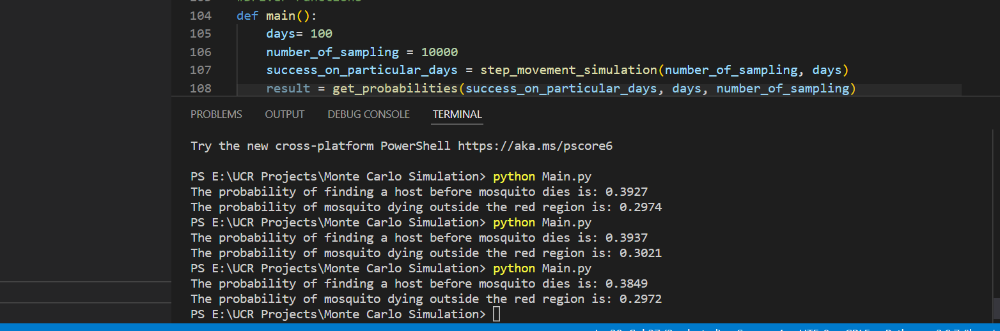 103 #Driver Functions
104 def main():
105 days= 100
106 number_of_sampling = 10000
107 success_on_particular_days = step_movement_simulation(number_of_sampling, days)
108 result = get_probabilities(success_on_particular_days, days, number_of_sampling)
PROBLEMS OUTPUT DEBUG CONSOLE TERMINAL
Try the new cross-platform PowerShell https://aka.ms/pscore6
PS E:\UCR Projects\Monte Carlo Simulation> python Main.py
The probability of finding a host before mosquito dies is: 0.3927
The probability of mosquito dying outside the red region is: 0.2974
PS E:\UCR Projects\Monte Carlo Simulation> python Main.py
The probability of finding a host before mosquito dies is: 0.3937
The probability of mosquito dying outside the red region is: 0.3021
PS E:\UCR Projects\Monte Carlo Simulation> python Main.py
The probability of finding a host before mosquito dies is: 0.3849
The probability of mosquito dying outside the red region is: 0.2972
PS E:\UCR Projects\Monte Carlo Simulation>